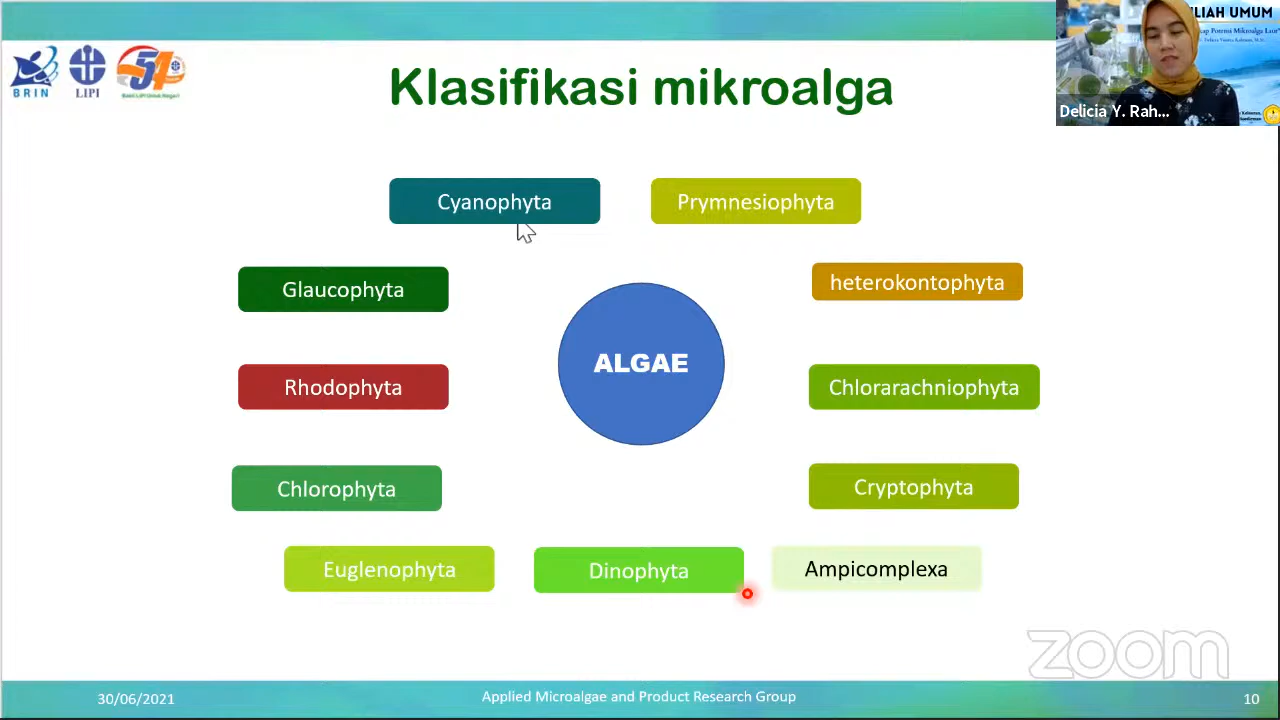 BRIN
LIPI
51
Klasifikasi mikroalga
LIAH UMUM
Delicia Y. Rah...
Cyanophyta
Prymnesiophyta
Glaucophyta
heterokontophyta
ALGAE
Rhodophyta
Chlorarachniophyta
Chlorophyta
Cryptophyta
Euglenophyta
Dinophyta
Ampicomplexa
zoom
30/06/2021
Applied Microalgae and Product Research Group
10